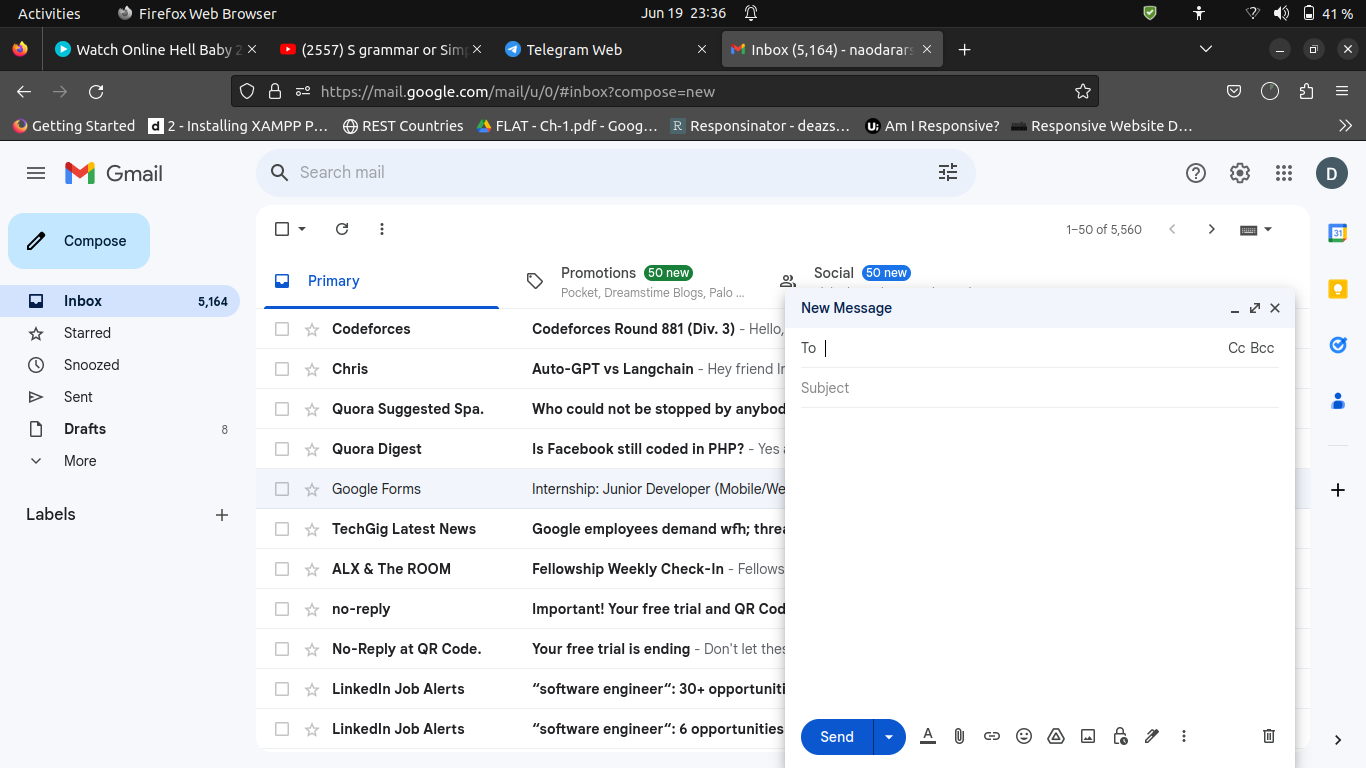 Activities Firefox Web Browser Jun 19 23:36 41 %
Watch Online Hell Baby 2 (2557) S grammar or Simp Telegram Web Inbox (5,164) - naodarars
https://mail.google.com/mail/u/0/#inbox?compose=new
Getting Started 2 - Installing XAMPP P… REST Countries FLAT - Ch-1.pdf - Goog… Responsinator - deazs… Am I Responsive? Responsive Website D…
Gmail Search mail D
Compose
1–50 of 5,560
Primary Promotions 50 new Social 50 new
Pocket, Dreamstime Blogs, Palo ...
Inbox 5,164
Starred
Snoozed
Sent
Drafts 8
More
Labels
Codeforces Codeforces Round 881 (Div. 3) - Hello,
Chris Auto-GPT vs Langchain - Hey friend
Quora Suggested Spa. Who could not be stopped by anybod
Quora Digest Is Facebook still coded in PHP? - Yes
Google Forms Internship: Junior Developer (Mobile/We
TechGig Latest News Google employees demand wfh; threa
ALX & The ROOM Fellowship Weekly Check-In - Fellows
no-reply Important! Your free trial and QR Cod
No-Reply at QR Code. Your free trial is ending - Don't let thes
LinkedIn Job Alerts “software engineer“: 30+ opportuniti
LinkedIn Job Alerts “software engineer“: 6 opportunities
New Message
To Cc Bcc
Subject
Send